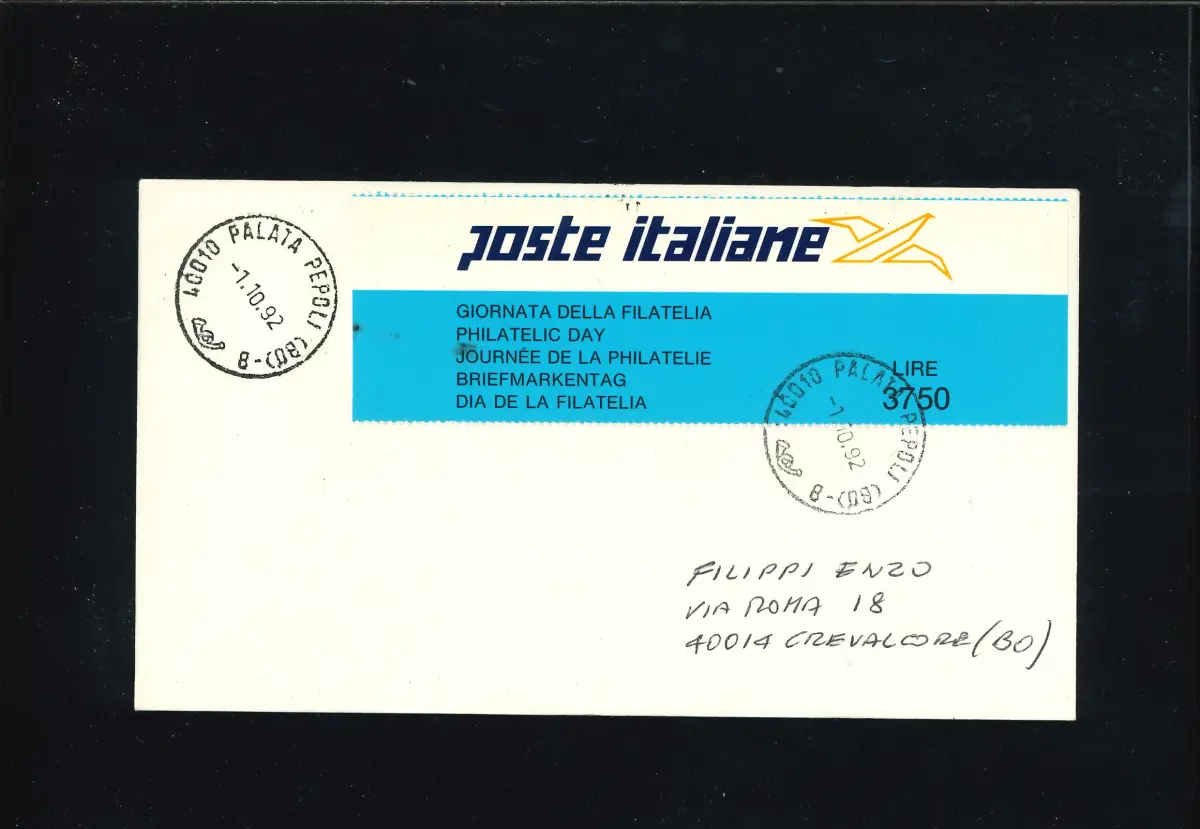 40010 PALATA PEPOLI (BO)-8
-7.10.92
poste italiane
GIORNATA DELLA FILATELIA
PHILATELIC DAY
JOURNÉE DE LA PHILATELIE
BRIEFMARKENTAG
DIA DE LA FILATELIA
LIRE
3750
40010 PALATA PEPOLI (BO)-8
-7.10.92
FILIPPI ENZO
VIA ROMA 18
40014 CREVALCORE (BO)